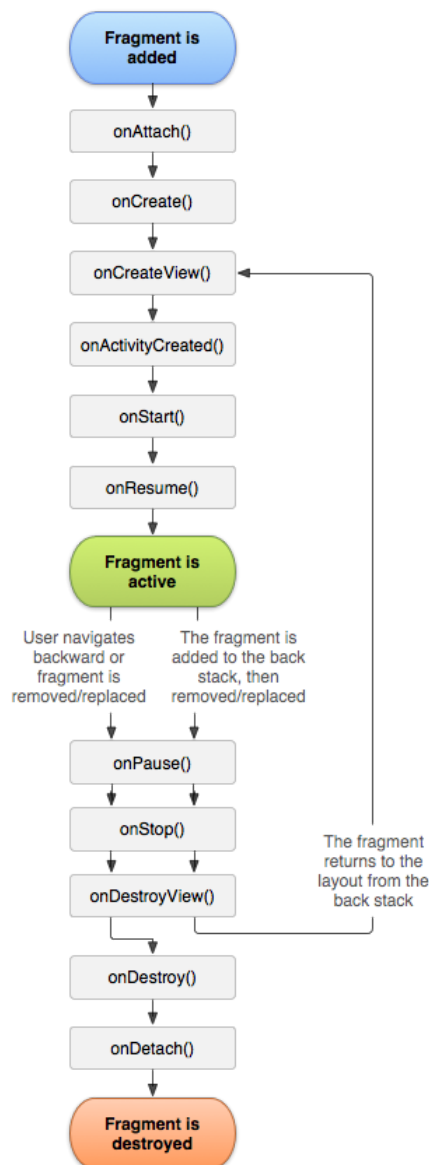 Fragment is
added
onAttach()
onCreate()
onCreateView()
onActivityCreated()
onStart()
onResume()
Fragment is
active
User navigates
backward or
fragment is
removed/replaced
The fragment is
added to the back
stack, then
removed/replaced
onPause()
onStop()
onDestroyView()
The fragment
returns to the
layout from the
back stack
onDestroy()
onDetach()
Fragment is
destroyed